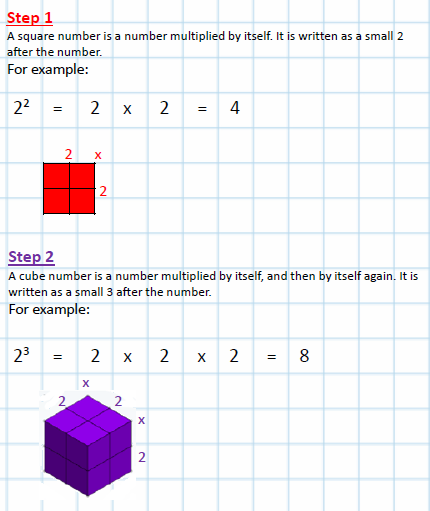 Step 1
A square number is a number multiplied by itself. It is written as a small 2
after the number.
For example:
2² = 2 x 2 = 4
2 x
2
Step 2
A cube number is a number multiplied by itself, and then by itself again. It is
written as a small 3 after the number.
For example:
2³ = 2 x 2 x 2 = 8
x
2 2
x
2